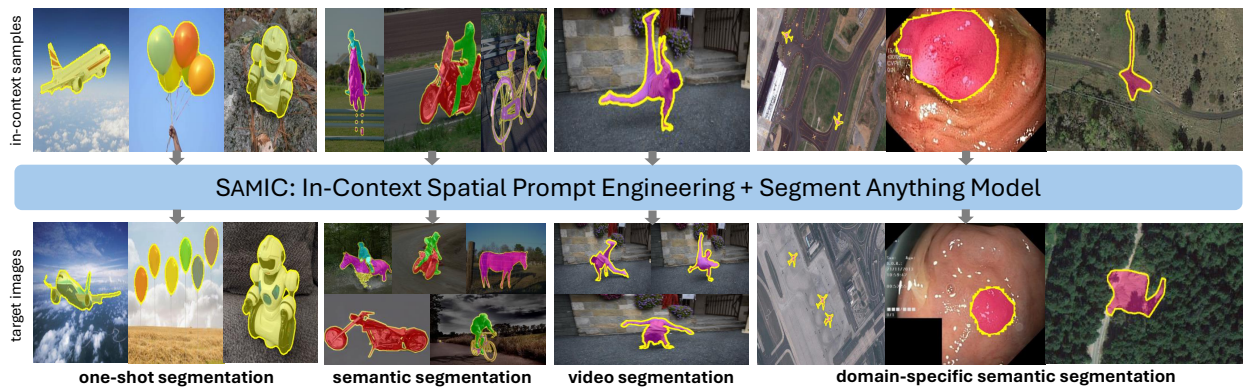 in-context samples
SAMIC: In-Context Spatial Prompt Engineering + Segment Anything Model
target images
one-shot segmentation
semantic segmentation
video segmentation
domain-specific semantic segmentation